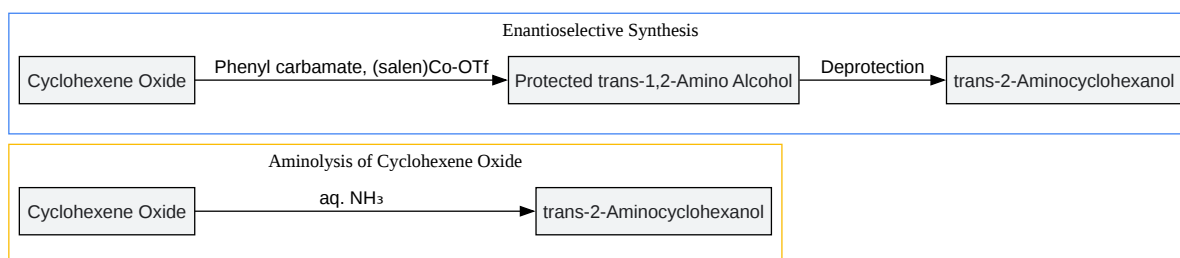 Enantioselective Synthesis
Cyclohexene Oxide
Phenyl carbamate, (salen)Co-OTf
Protected trans-1,2-Amino Alcohol
Deprotection
trans-2-Aminocyclohexanol
Aminolysis of Cyclohexene Oxide
Cyclohexene Oxide
aq. NH₃
trans-2-Aminocyclohexanol